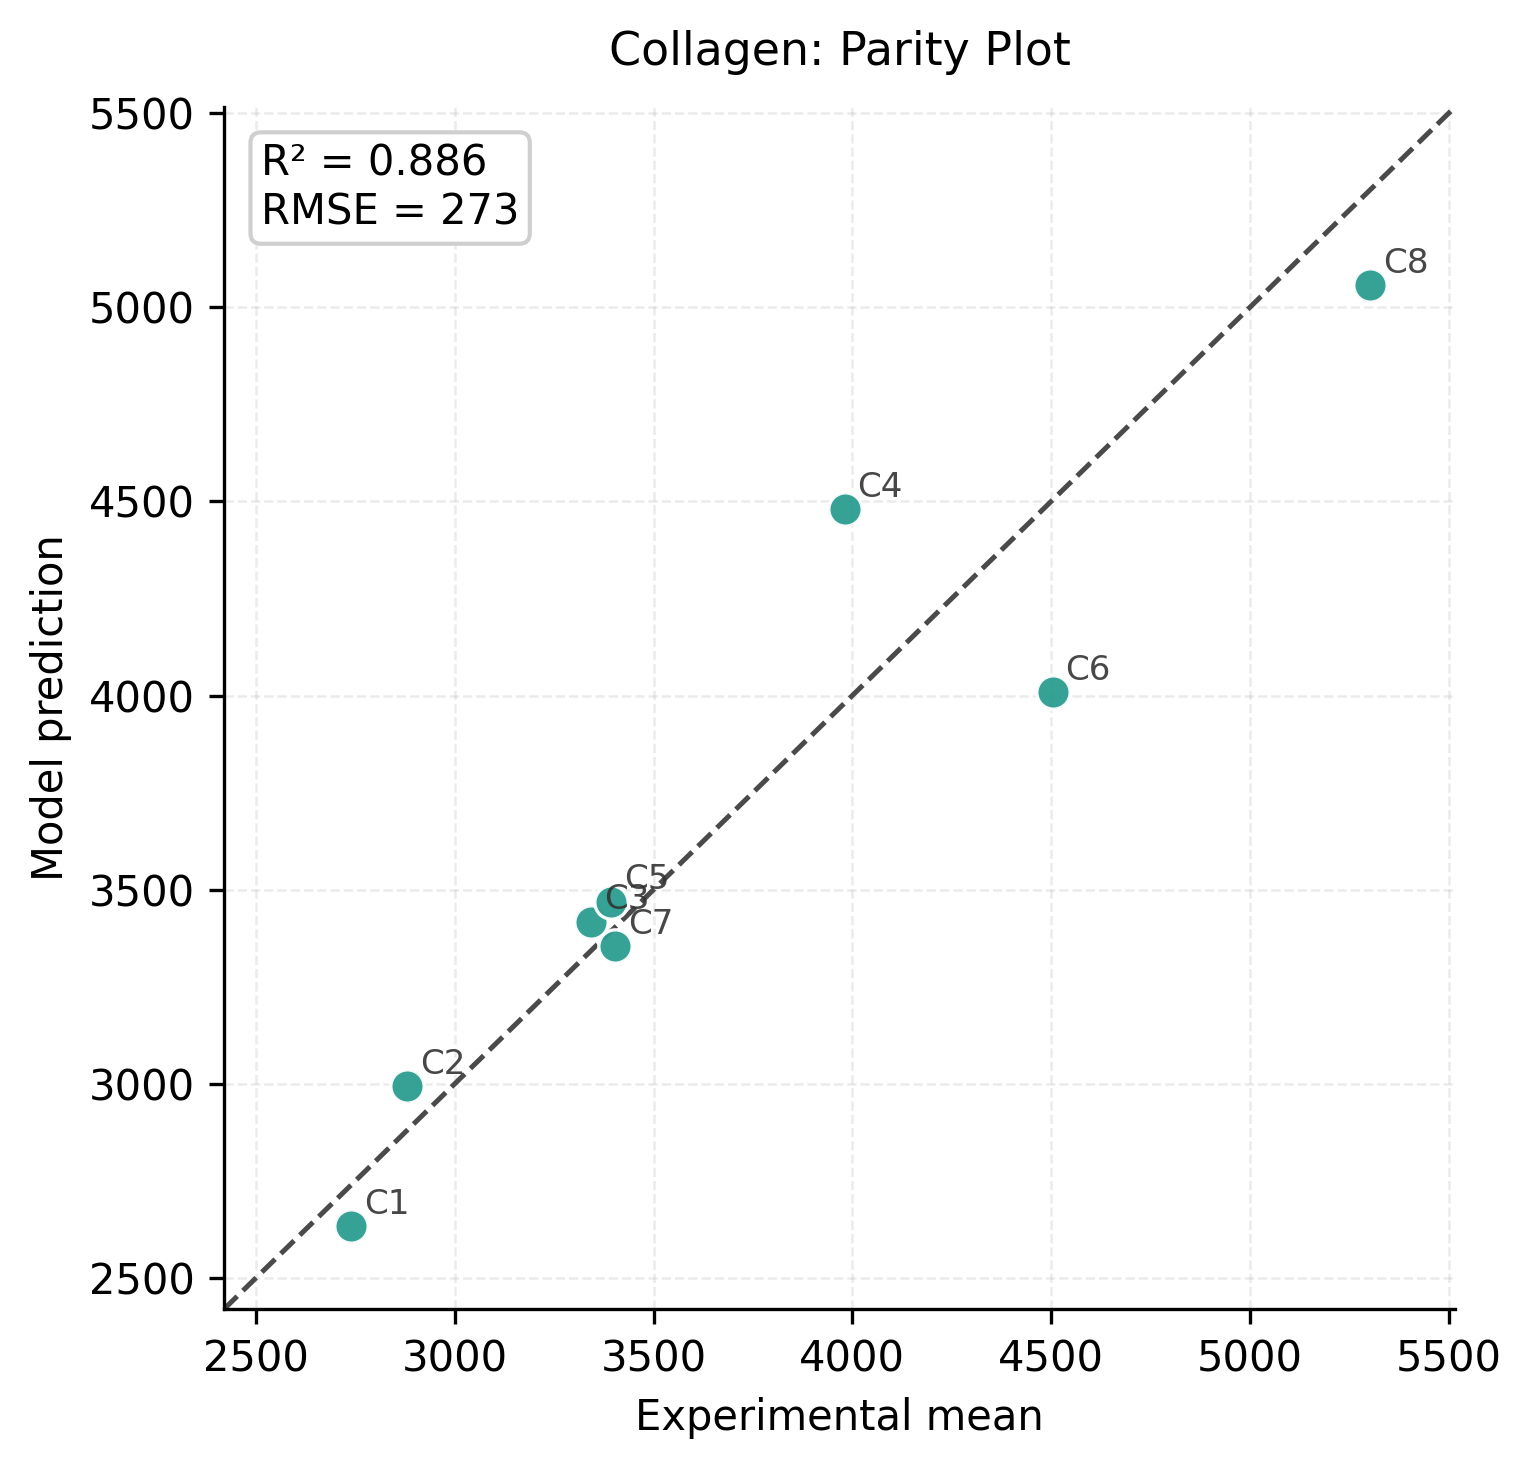 Collagen: Parity Plot
5500
R² = 0.886
RMSE = 273
C8
5000
C4
4500
C6
4000
C5
3500
C3
C7
C2
3000
C1
2500
Model prediction
2500 3000 3500 4000 4500 5000 5500
Experimental mean